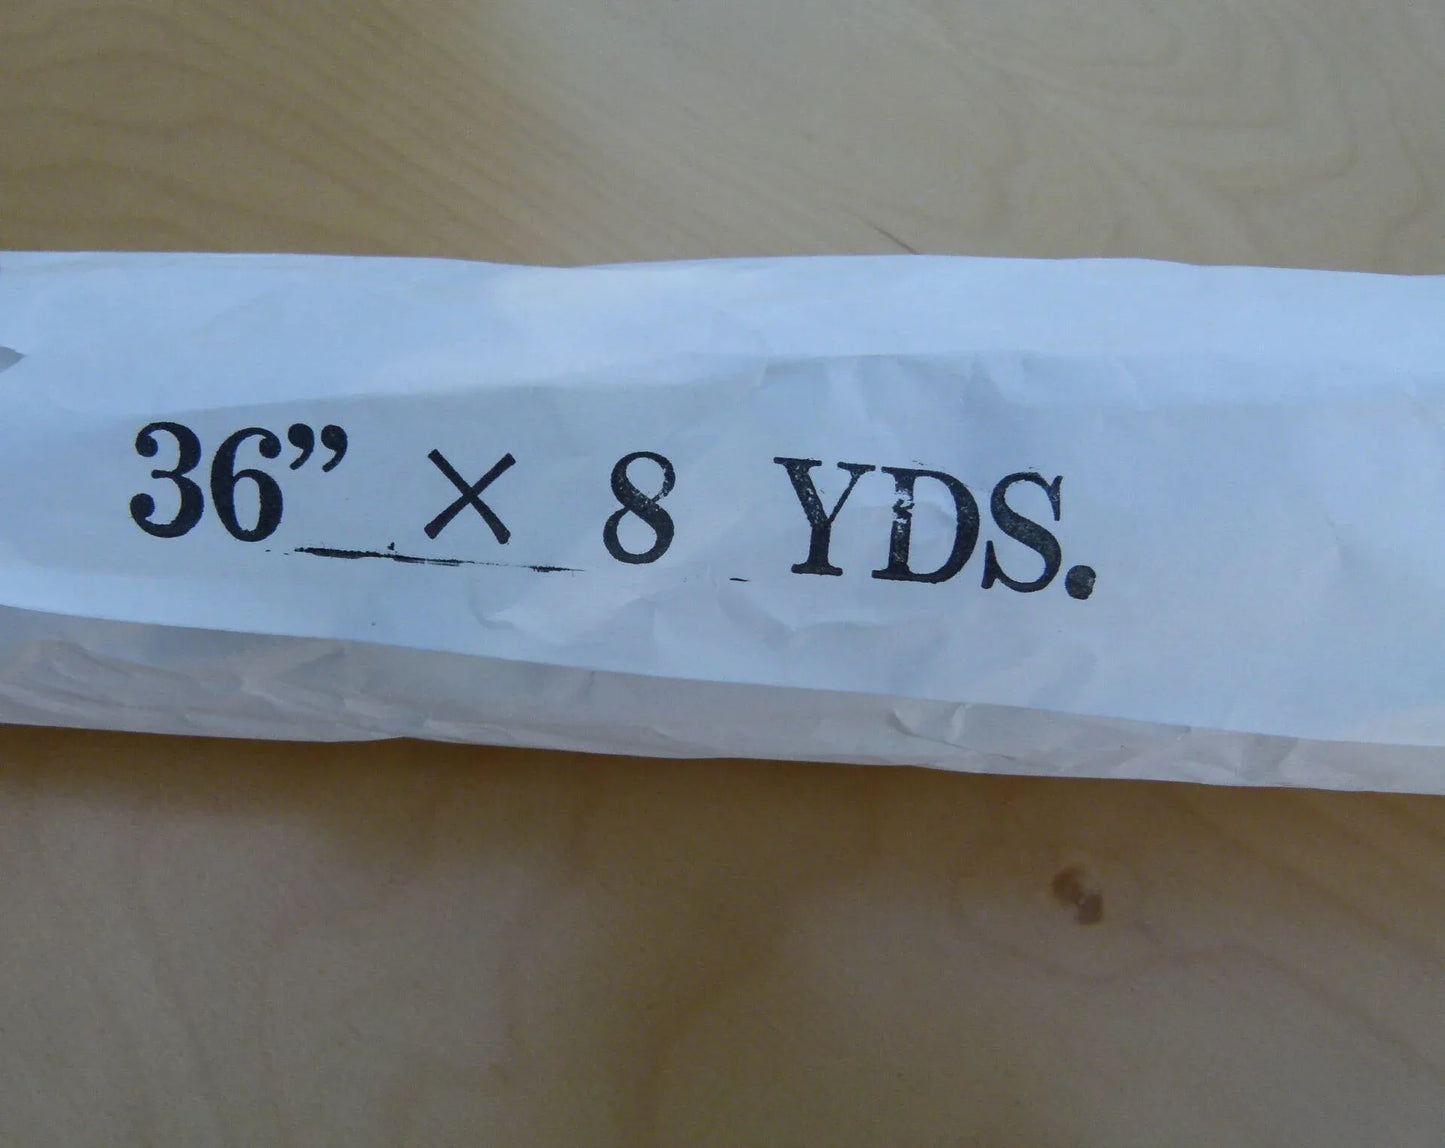 36” × 8 YDS.